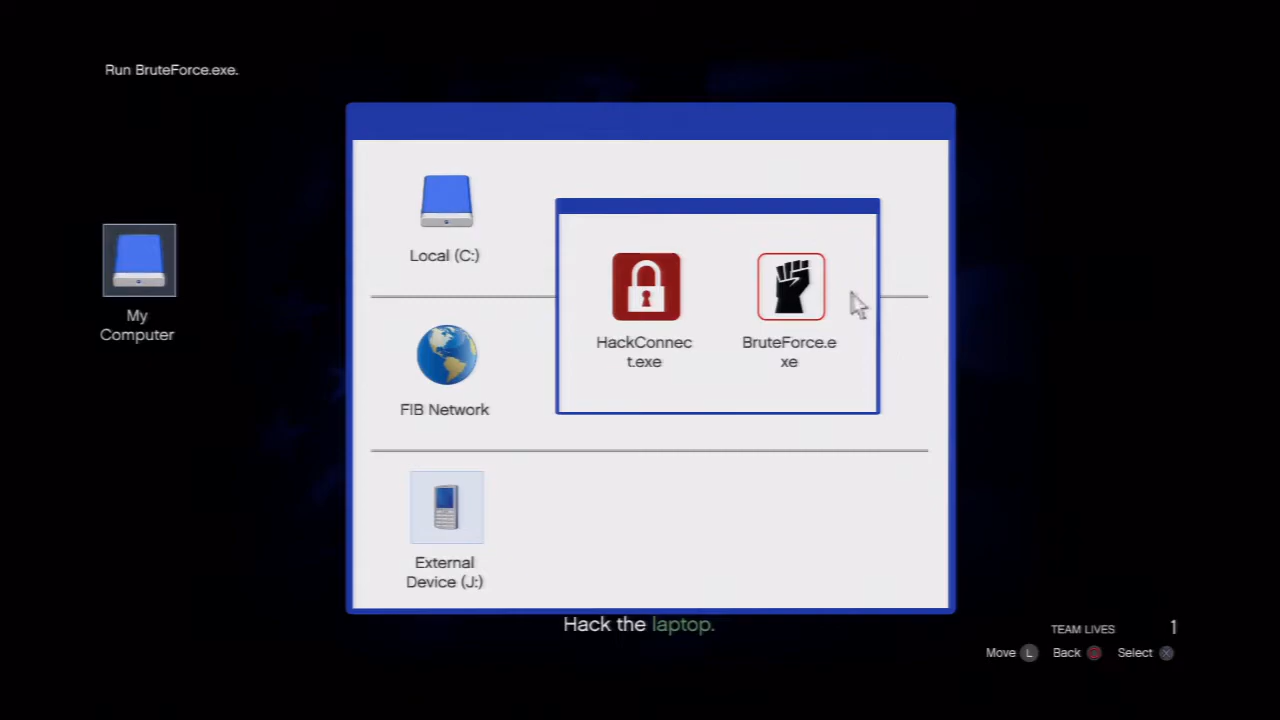 Run BruteForce.exe.
My
Computer
Local (C:)
FIB Network
External
Device (J:)
HackConnec
t.exe
BruteForce.e
xe
Hack the laptop.
TEAM LIVES 1
Move L Back Select